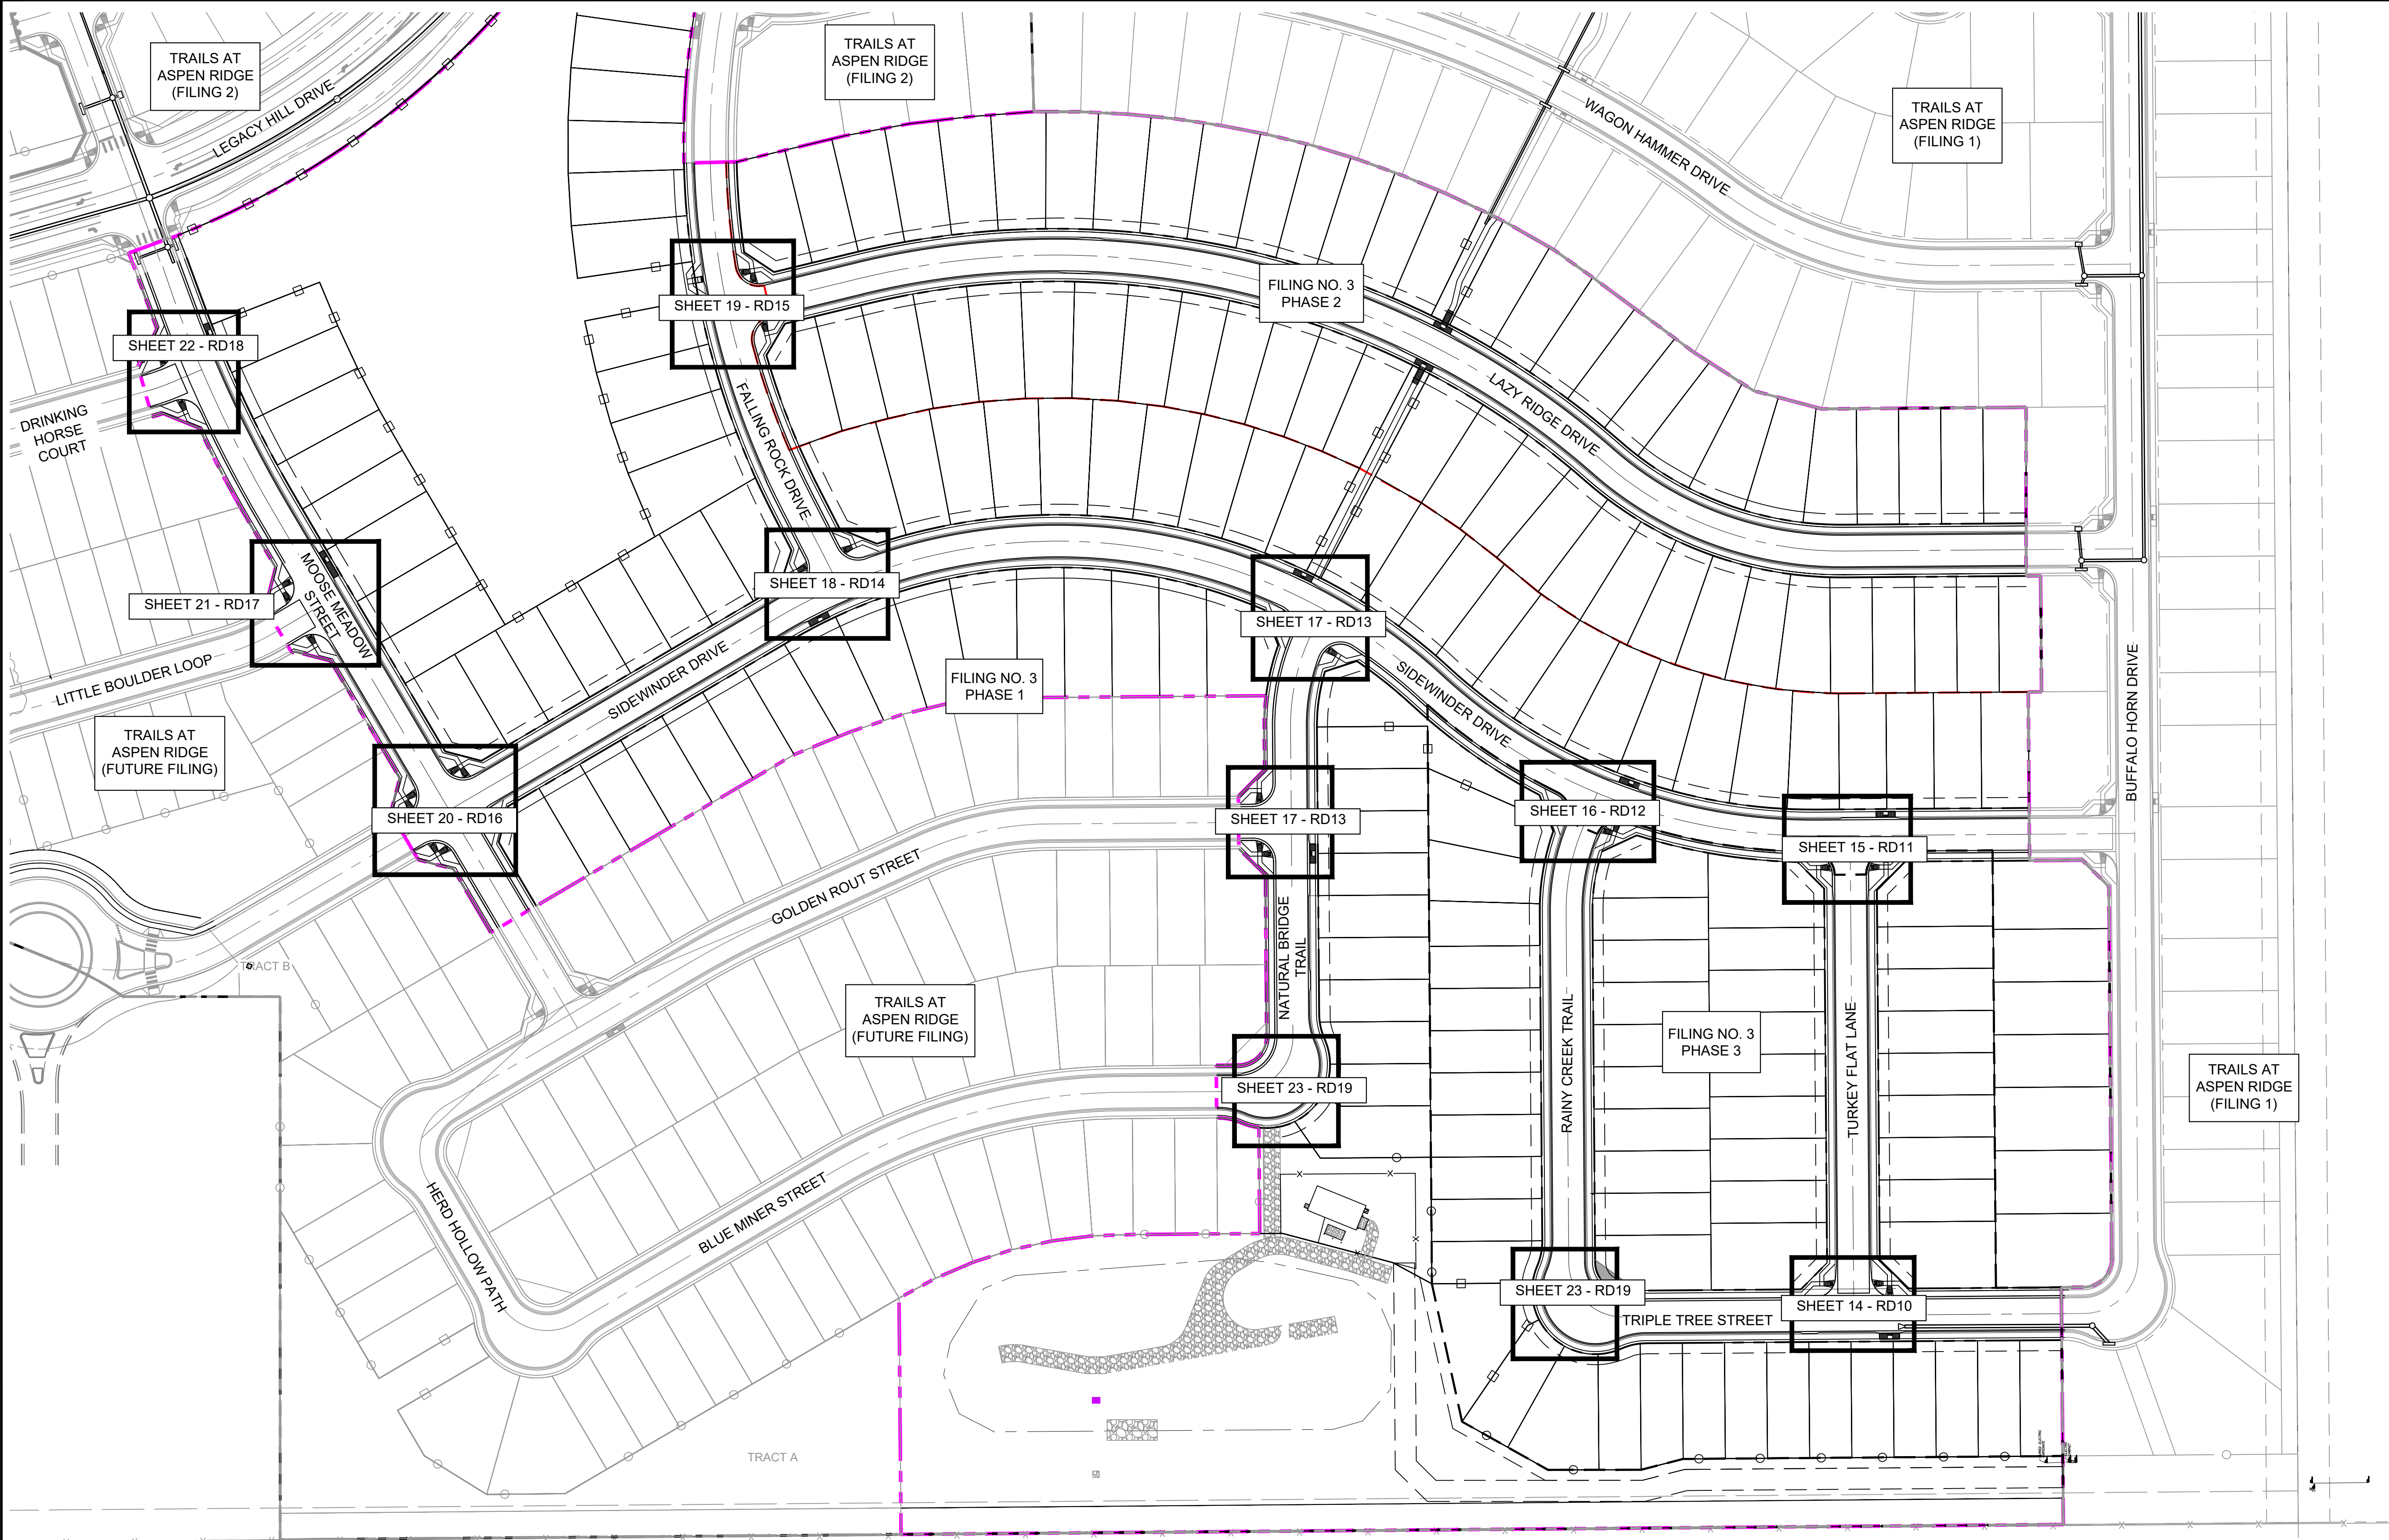 TRAILS AT
ASPEN RIDGE
(FILING 2)
LEGACY HILL DRIVE
TRAILS AT
ASPEN RIDGE
(FILING 2)
WAGON HAMMER DRIVE
TRAILS AT
ASPEN RIDGE
(FILING 1)
SHEET 22 - RD18
DRINKING
HORSE
COURT
SHEET 19 - RD15
FALLING ROCK DRIVE
FILING NO. 3
PHASE 2
LAZY RIDGE DRIVE
SHEET 21 - RD17
MOOSE MEADOW
STREET
LITTLE BOULDER LOOP
SHEET 18 - RD14
SIDEWINDER DRIVE
SHEET 17 - RD13
SIDEWINDER DRIVE
FILING NO. 3
PHASE 1
BUFFALO HORN DRIVE
TRAILS AT
ASPEN RIDGE
(FUTURE FILING)
SHEET 20 - RD16
SHEET 17 - RD13
SHEET 16 - RD12
SHEET 15 - RD11
GOLDEN ROUT STREET
NATURAL BRIDGE
TRAIL
TRACT B
TRAILS AT
ASPEN RIDGE
(FUTURE FILING)
RAINY CREEK TRAIL
FILING NO. 3
PHASE 3
TURKEY FLAT LANE
TRAILS AT
ASPEN RIDGE
(FILING 1)
SHEET 23 - RD19
HERD HOLLOW PATH
BLUE MINER STREET
SHEET 23 - RD19
TRIPLE TREE STREET
SHEET 14 - RD10
TRACT A